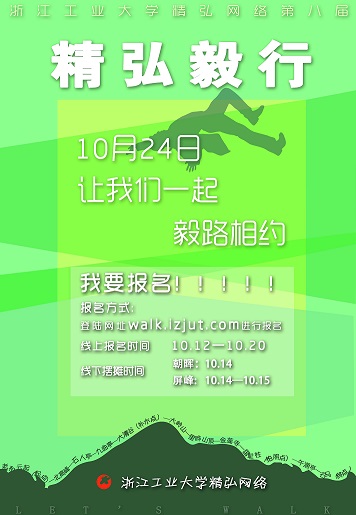 浙江工业大学精弘网络第八届
精弘毅行
10月24日
让我们一起
毅路相约
我要报名！！！！！
报名方式:
登陆网址walk.lzjut.com进行报名
线上报名时间 10.12—10.20
线下摆摊时间
朝晖: 10.14
屏峰: 10.14—10.15
浙江工业大学精弘网络
LET'S WALK